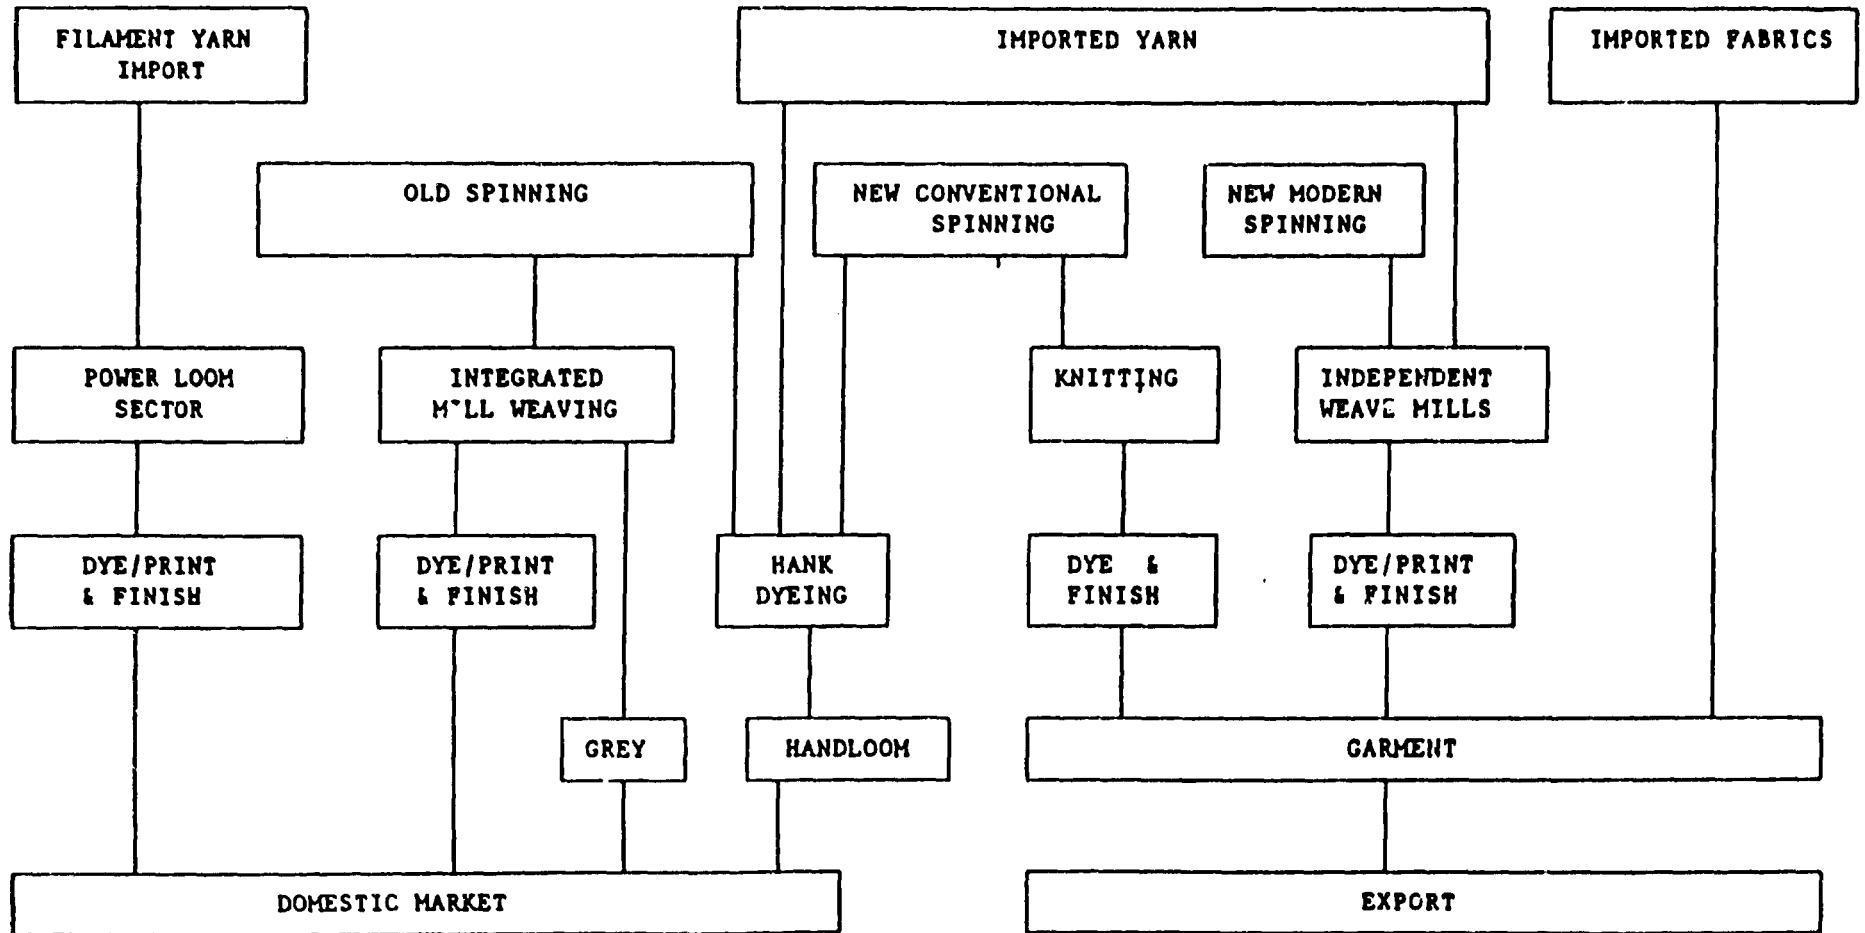 FILAMENT YARN
IMPORT
IMPORTED YARN
IMPORTED FABRICS
OLD SPINNING
NEW CONVENTIONAL
SPINNING
NEW MODERN
SPINNING
POWER LOOM
SECTOR
INTEGRATED
MILL WEAVING
KNITTING
INDEPENDENT
WEAVE MILLS
DYE/PRINT
& FINISH
DYE/PRINT
& FINISH
HANK
DYEING
DYE &
FINISH
DYE/PRINT
& FINISH
GREY
HANDLOOM
GARMENT
DOMESTIC MARKET
EXPORT